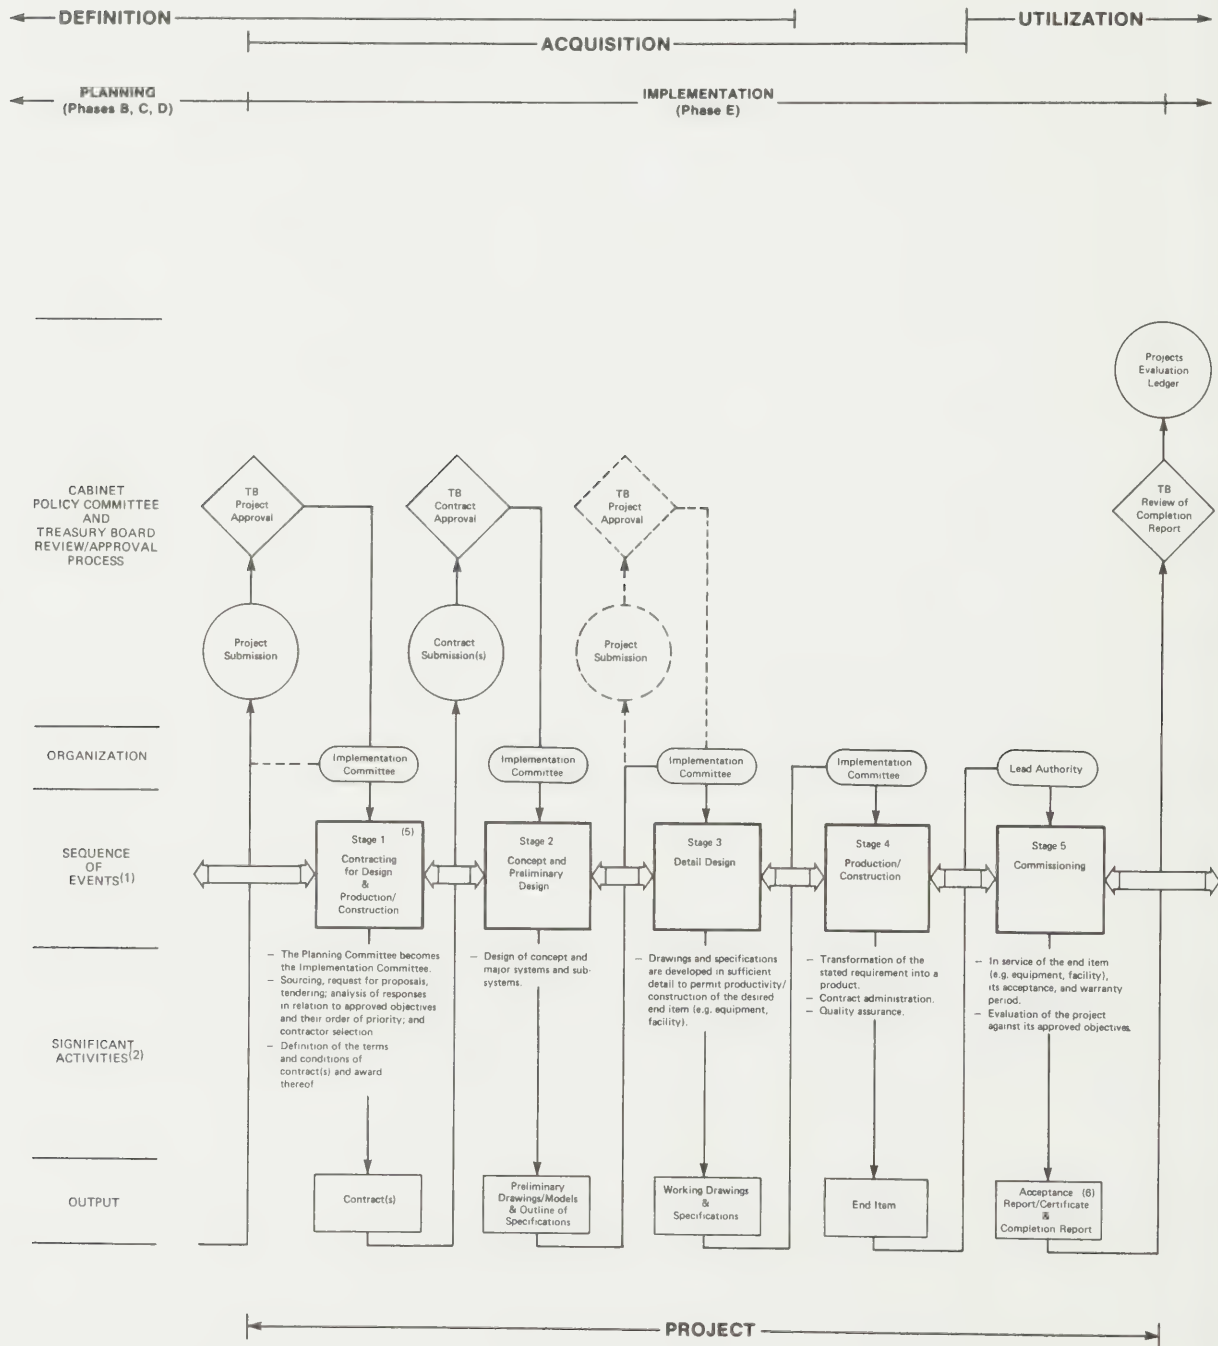 DEFINITION
UTILIZATION
ACQUISITION
PLANNING
(Phases B, C, D)
IMPLEMENTATION
(Phase E)
Projects
Evaluation
Ledger
CABINET
POLICY COMMITTEE
AND
TREASURY BOARD
REVIEW/APPROVAL
PROCESS
TB
Project
Approval
TB
Contract
Approval
TB
Project
Approval
TB
Review of
Completion
Report
Project
Submission
Contract
Submission(s)
Project
Submission
ORGANIZATION
Implementation
Committee
Implementation
Committee
Implementation
Committee
Implementation
Committee
Lead Authority
SEQUENCE
OF
EVENTS(1)
Stage 1 (5)
Contracting
for Design
&
Production/
Construction
Stage 2
Concept and
Preliminary
Design
Stage 3
Detail Design
Stage 4
Production/
Construction
Stage 5
Commissioning
SIGNIFICANT
ACTIVITIES(2)
– The Planning Committee becomes
the Implementation Committee.
– Sourcing, request for proposals,
tendering; analysis of responses
in relation to approved objectives
and their order of priority; and
contractor selection
– Definition of the terms
and conditions of
contract(s) and award
thereof
– Design of concept and
major systems and sub-
systems.
– Drawings and specifications
are developed in sufficient
detail to permit productivity/
construction of the desired
end item (e.g. equipment,
facility).
– Transformation of the
stated requirement into a
product.
– Contract administration.
– Quality assurance.
– In service of the end item
(e.g. equipment, facility),
its acceptance, and warranty
period.
– Evaluation of the project
against its approved objectives.
OUTPUT
Contract(s)
Preliminary
Drawings/Models
& Outline of
Specifications
Working Drawings
&
Specifications
End Item
Acceptance (6)
Report/Certificate
&
Completion Report
PROJECT